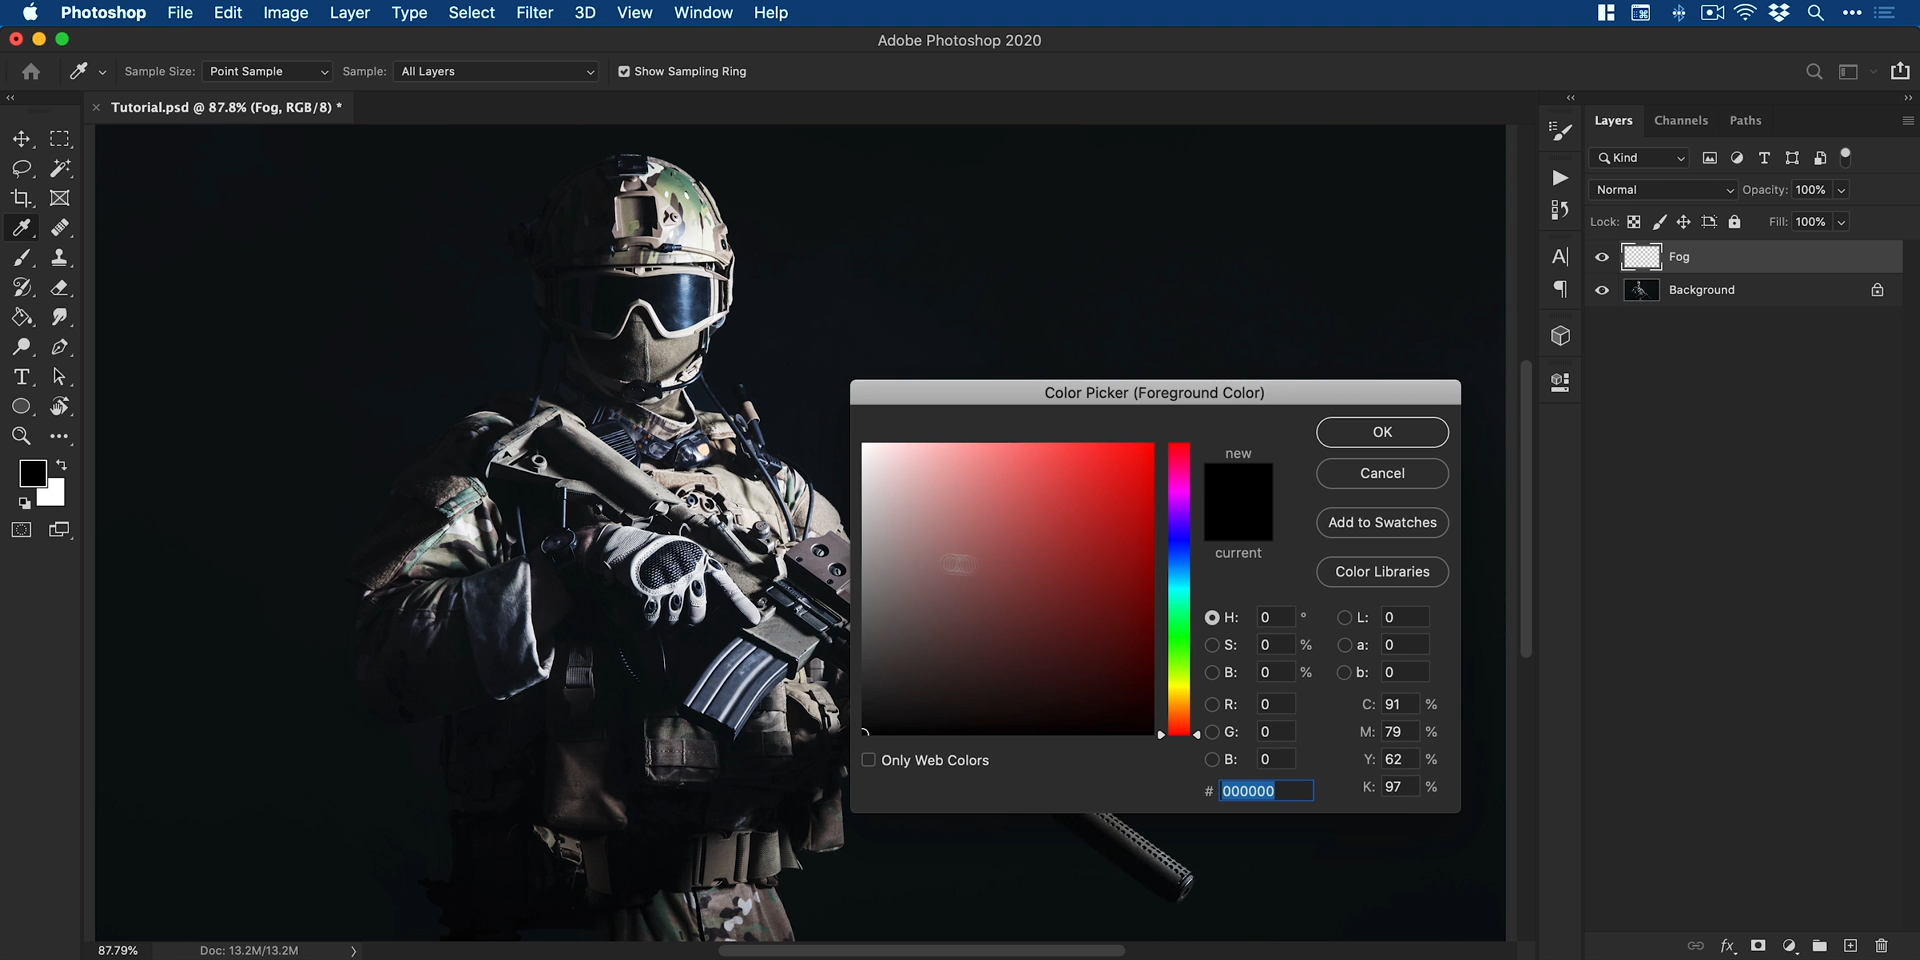 Photoshop File Edit Image Layer Type Select Filter 3D View Window Help
Adobe Photoshop 2020
Sample Size: Point Sample Sample: All Layers Show Sampling Ring
Tutorial.psd @ 87.8% (Fog, RGB/8) *
Layers Channels Paths
Kind
Normal Opacity: 100%
Lock: Fill: 100%
Fog
Background
Color Picker (Foreground Color)
new
current
OK
Cancel
Add to Swatches
Color Libraries
H: 0 ° L: 0
S: 0 % a: 0
B: 0 % b: 0
R: 0 C: 91 %
G: 0 M: 79 %
B: 0 Y: 62 %
# 000000 K: 97 %
Only Web Colors
87.79% Doc: 13.2M/13.2M